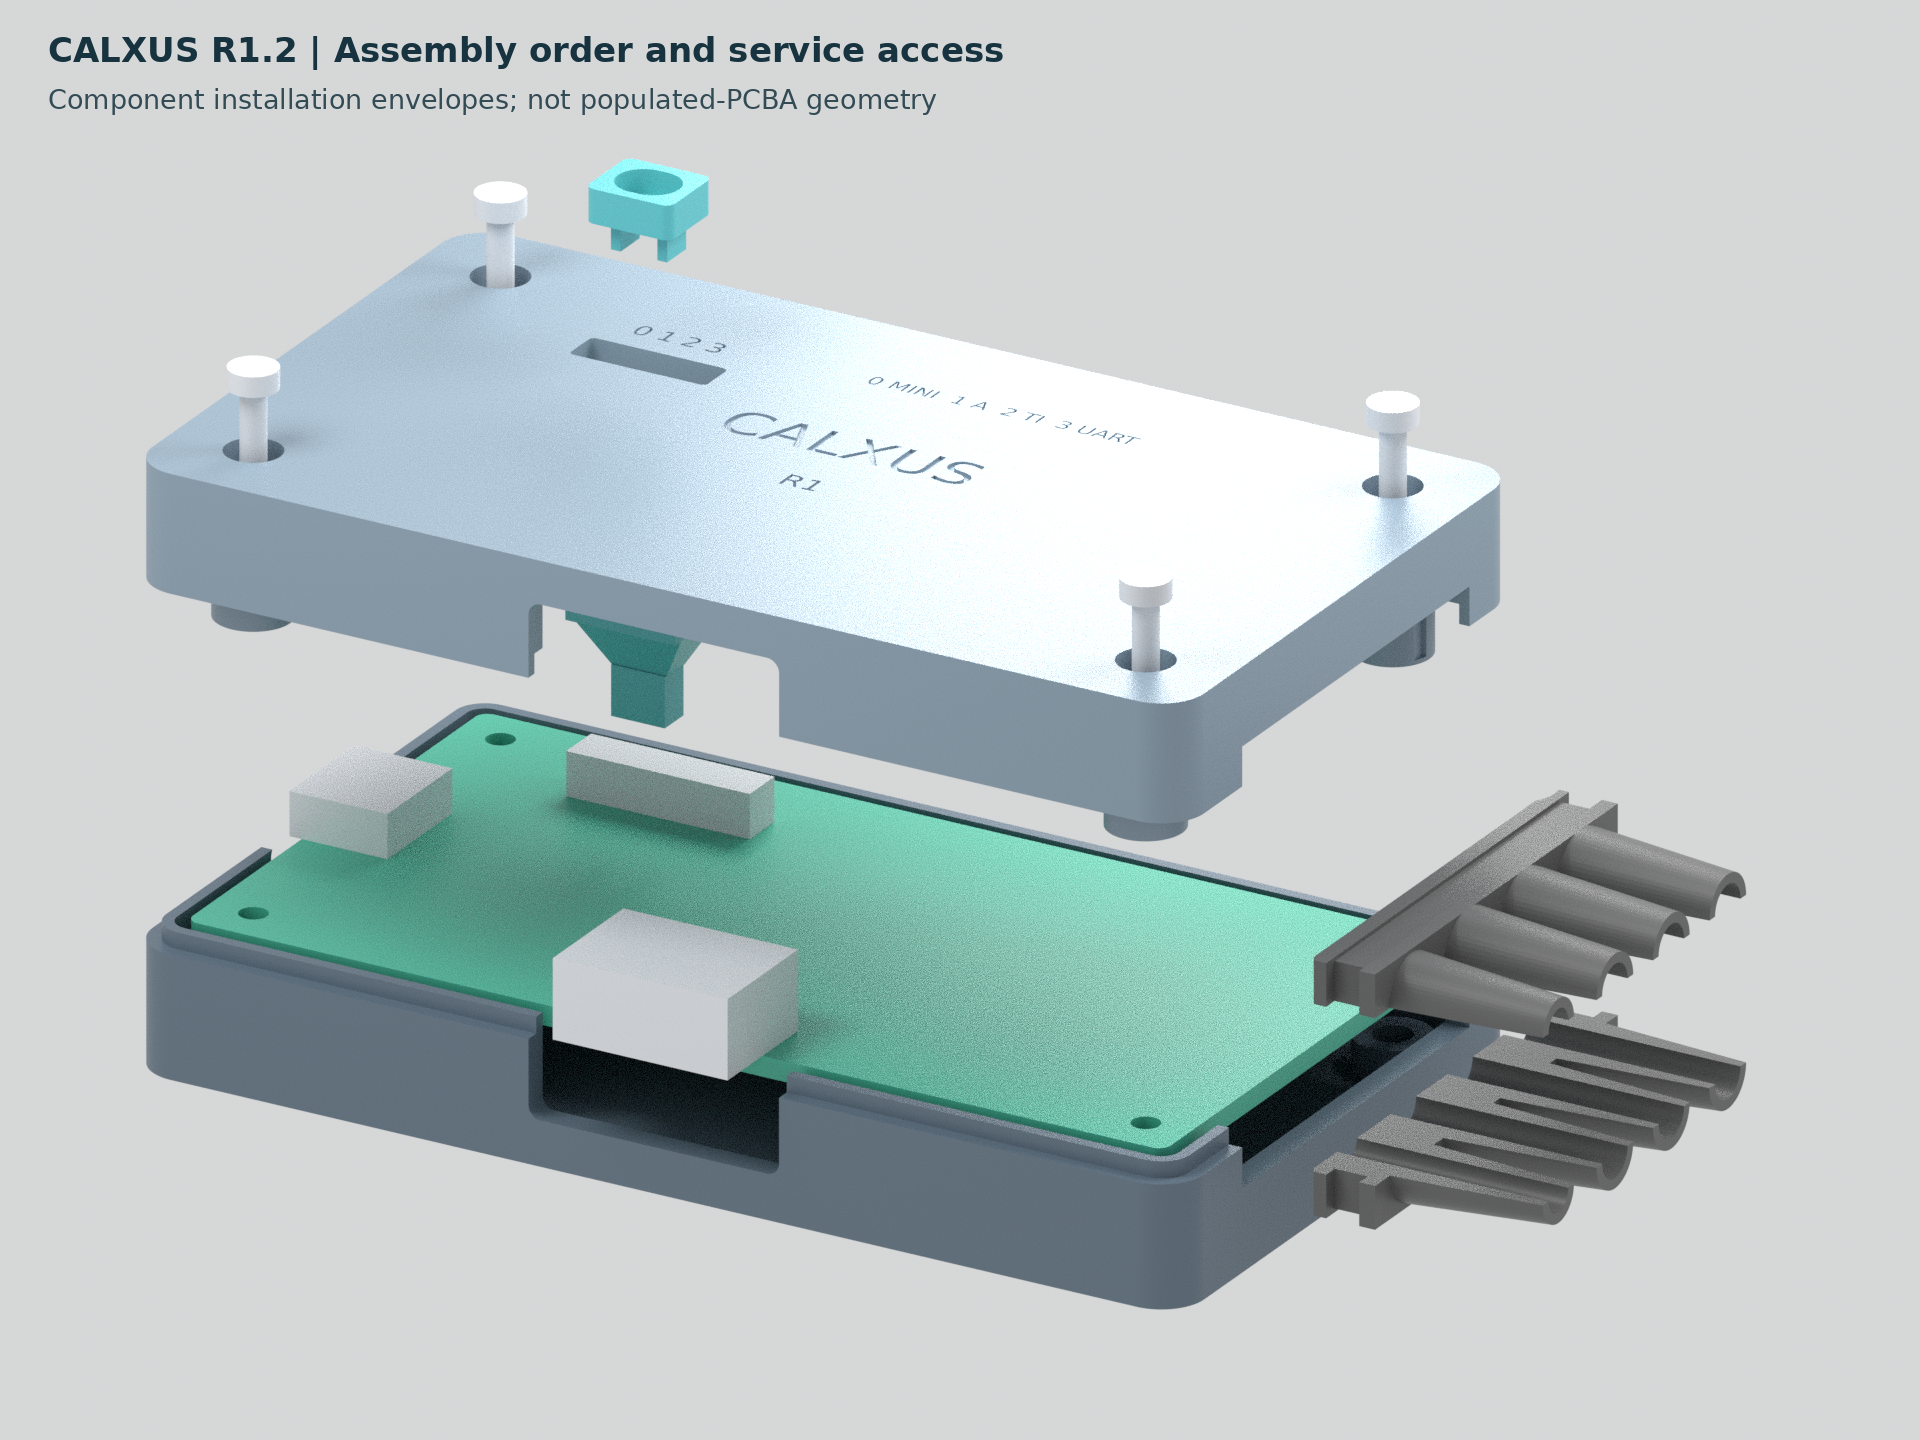 CALXUS R1.2 | Assembly order and service access
Component installation envelopes; not populated-PCBA geometry
0 1 2 3
0 MINI 1 A 2 TI 3 UART
CALXUS
R1